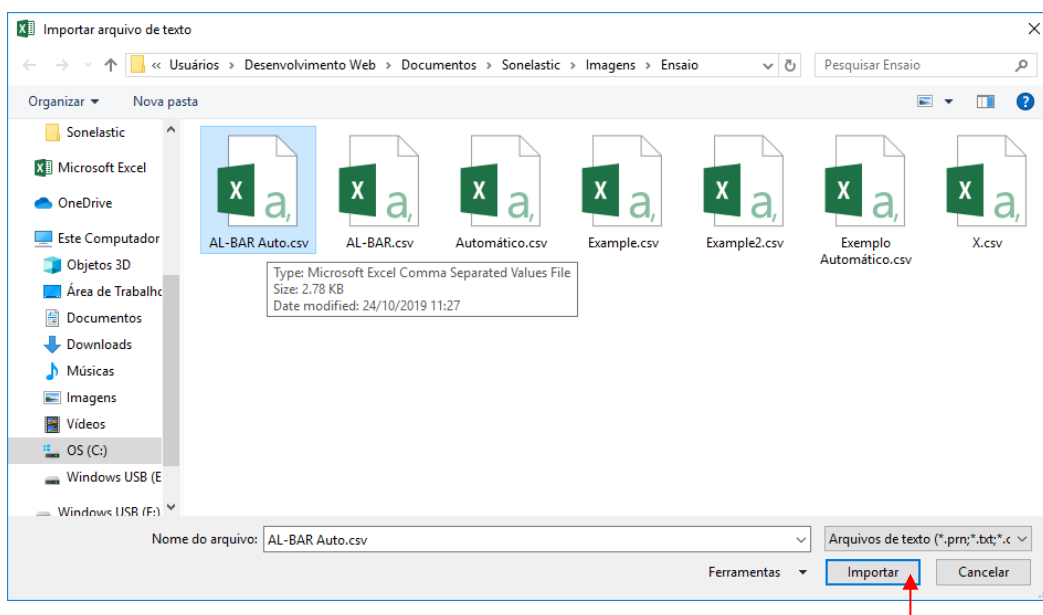 Importar arquivo de texto
« Usuários › Desenvolvimento Web › Documentos › Sonelastic › Imagens › Ensaio
Pesquisar Ensaio
Organizar
Nova pasta
Sonelastic
Microsoft Excel
OneDrive
Este Computador
Objetos 3D
Área de Trabalho
Documentos
Downloads
Músicas
Imagens
Vídeos
OS (C:)
Windows USB (E
Windows USB (F:)
AL-BAR Auto.csv
AL-BAR.csv
Automático.csv
Example.csv
Example2.csv
Exemplo
Automático.csv
X.csv
Type: Microsoft Excel Comma Separated Values File
Size: 2.78 KB
Date modified: 24/10/2019 11:27
Nome do arquivo:
AL-BAR Auto.csv
Arquivos de texto (*.prn;*.txt;*.c
Ferramentas
Importar
Cancelar